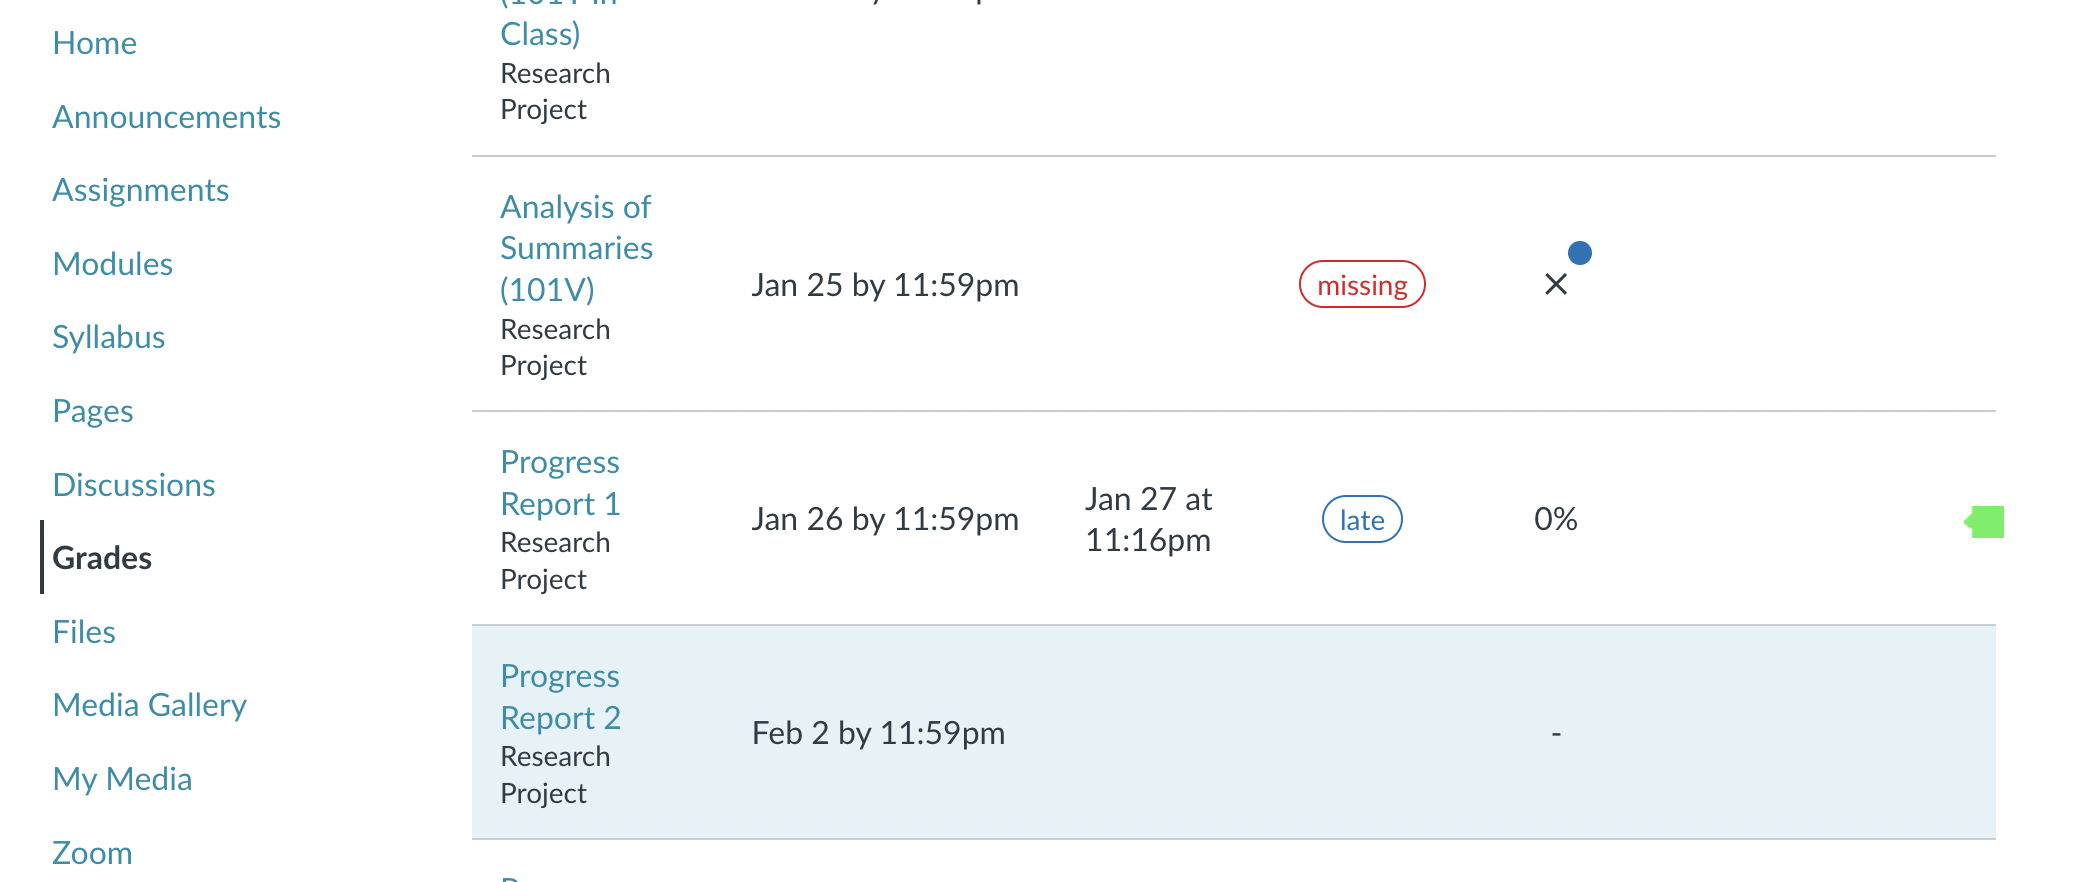 Home
Announcements
Assignments
Modules
Syllabus
Pages
Discussions
Grades
Files
Media Gallery
My Media
Zoom
Class)
Research
Project
Analysis of
Summaries
(101V)
Research
Project
Jan 25 by 11:59pm
missing
Progress
Report 1
Research
Project
Jan 26 by 11:59pm
Jan 27 at
11:16pm
late
0%
Progress
Report 2
Research
Project
Feb 2 by 11:59pm
-